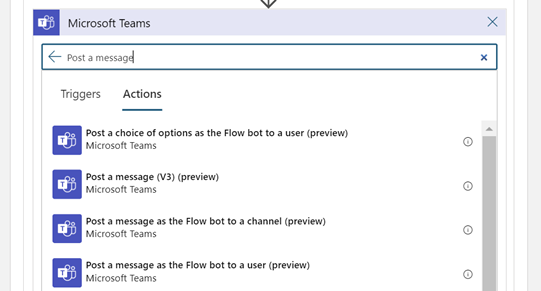 Microsoft Teams
Post a message
Triggers Actions
Post a choice of options as the Flow bot to a user (preview)
Microsoft Teams
Post a message (V3) (preview)
Microsoft Teams
Post a message as the Flow bot to a channel (preview)
Microsoft Teams
Post a message as the Flow bot to a user (preview)
Microsoft Teams